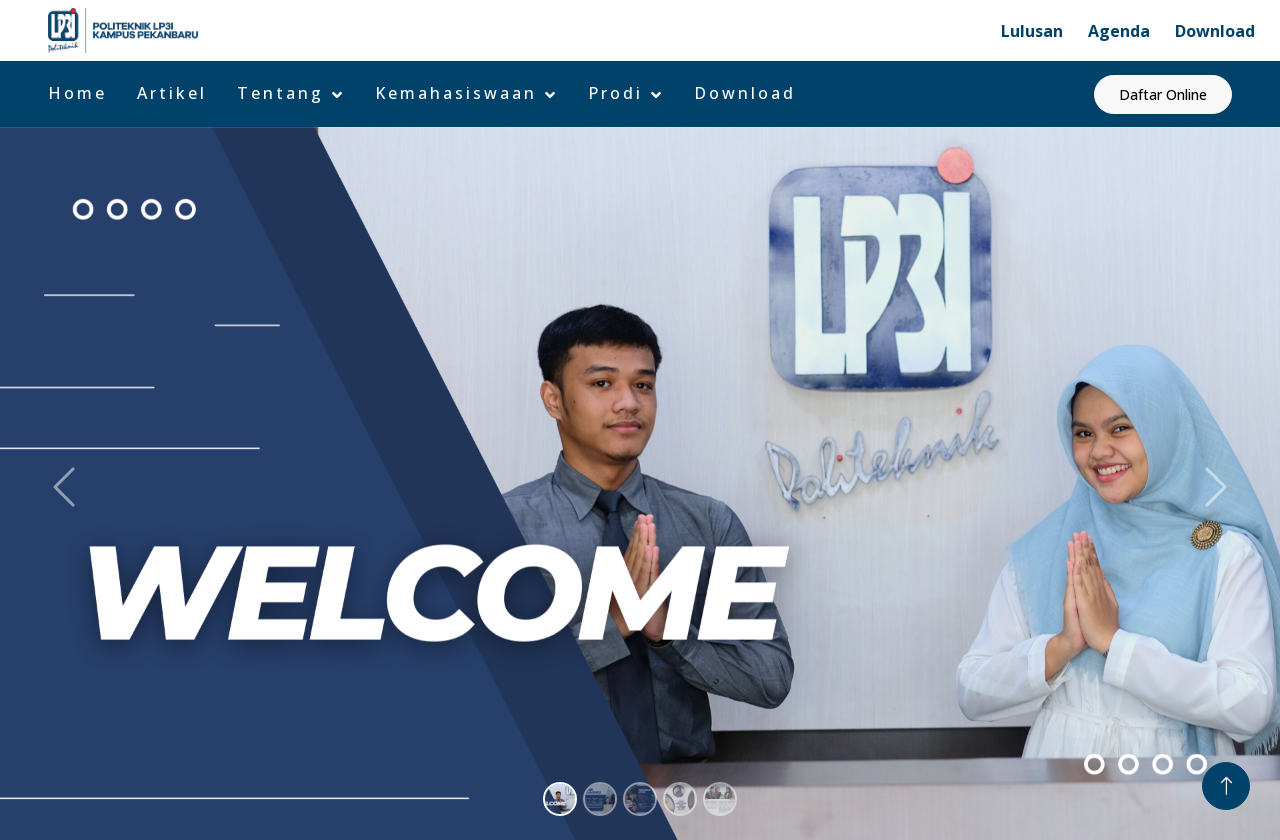 LP3I
Politeknik
POLITEKNIK LP3I
KAMPUS PEKANBARU
Lulusan Agenda Download
Home Artikel Tentang Kemahasiswaan Prodi Download
Daftar Online
LP3I
Politeknik
WELCOME